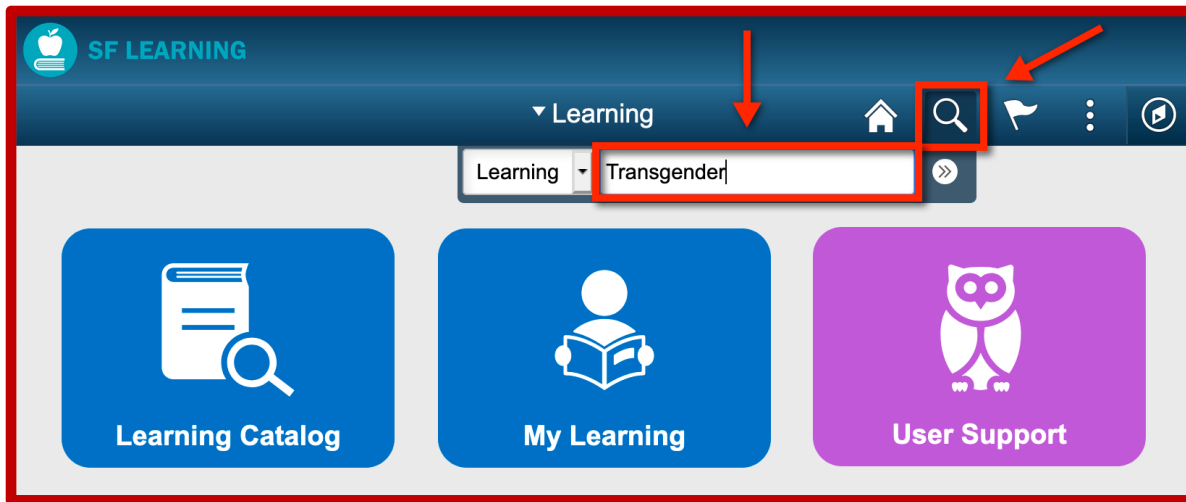 SF LEARNING
Learning
Learning Transgender
Learning Catalog
My Learning
User Support